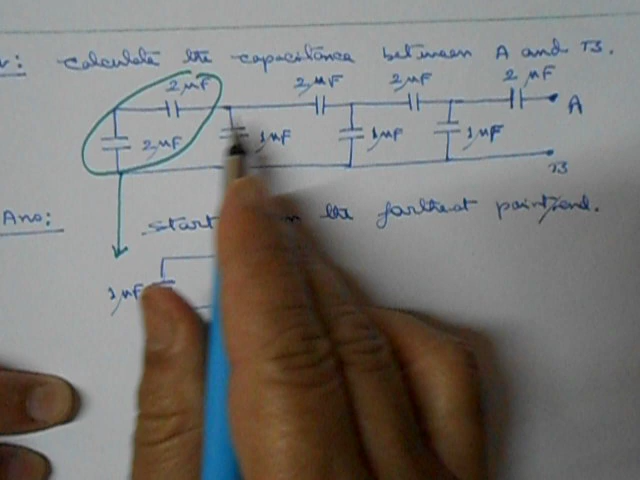 calculate the capacitance between A and B.
2μF 2μF 2μF 2μF
A
2μF 1μF 1μF 1μF
B
Ans: start the farthest point/end.
1μF